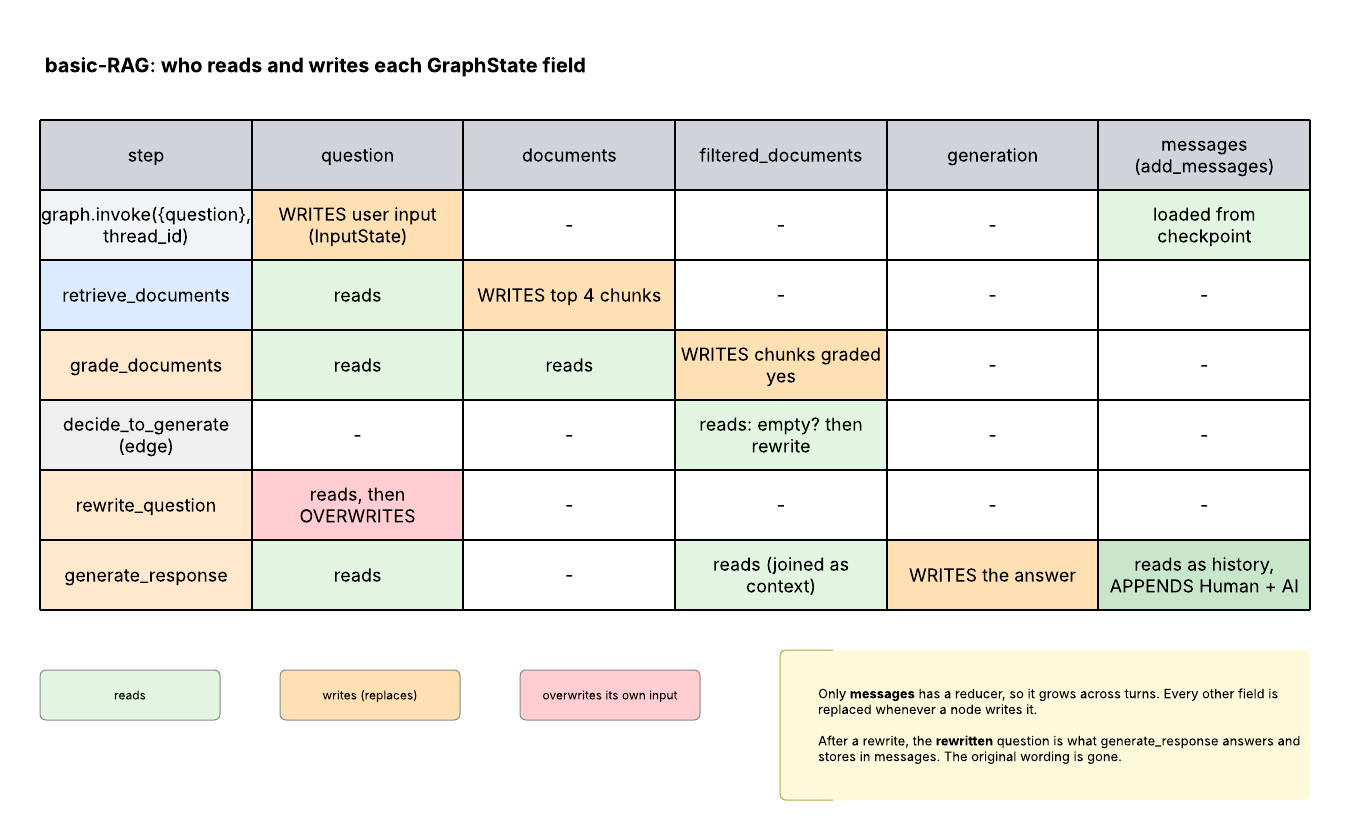 basic-RAG: who reads and writes each GraphState field
step
question
documents
filtered_documents
generation
messages
(add_messages)
graph.invoke({question},
thread_id)
WRITES user input
(InputState)
-
-
-
loaded from
checkpoint
retrieve_documents
reads
WRITES top 4 chunks
-
-
-
grade_documents
reads
reads
WRITES chunks graded
yes
-
-
decide_to_generate
(edge)
-
-
reads: empty? then
rewrite
-
-
rewrite_question
reads, then
OVERWRITES
-
-
-
-
generate_response
reads
-
reads (joined as
context)
WRITES the answer
reads as history,
APPENDS Human + AI
reads
writes (replaces)
overwrites its own input
Only messages has a reducer, so it grows across turns. Every other field is
replaced whenever a node writes it.
After a rewrite, the rewritten question is what generate_response answers and
stores in messages. The original wording is gone.